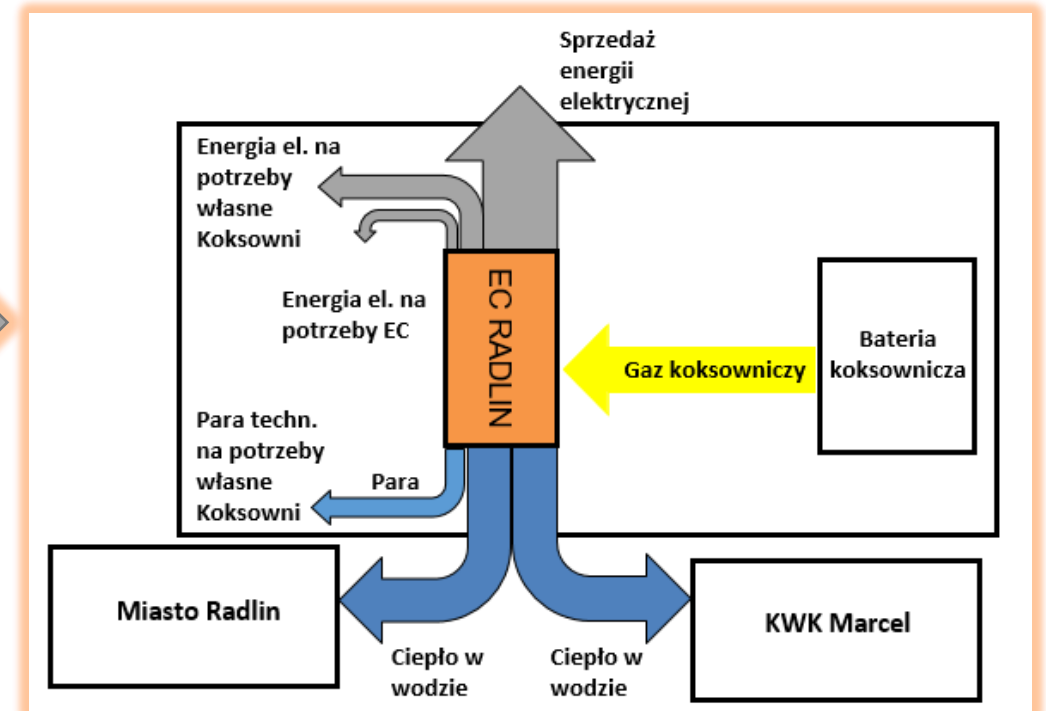 Sprzedaż
energii
elektrycznej
Energia el. na
potrzeby
własne
Koksowni
Energia el. na
potrzeby EC
EC RADLIN
Gaz koksowniczy
Bateria
koksownicza
Para techn.
na potrzeby
własne
Koksowni
Para
Miasto Radlin
KWK Marcel
Ciepło w
wodzie
Ciepło w
wodzie